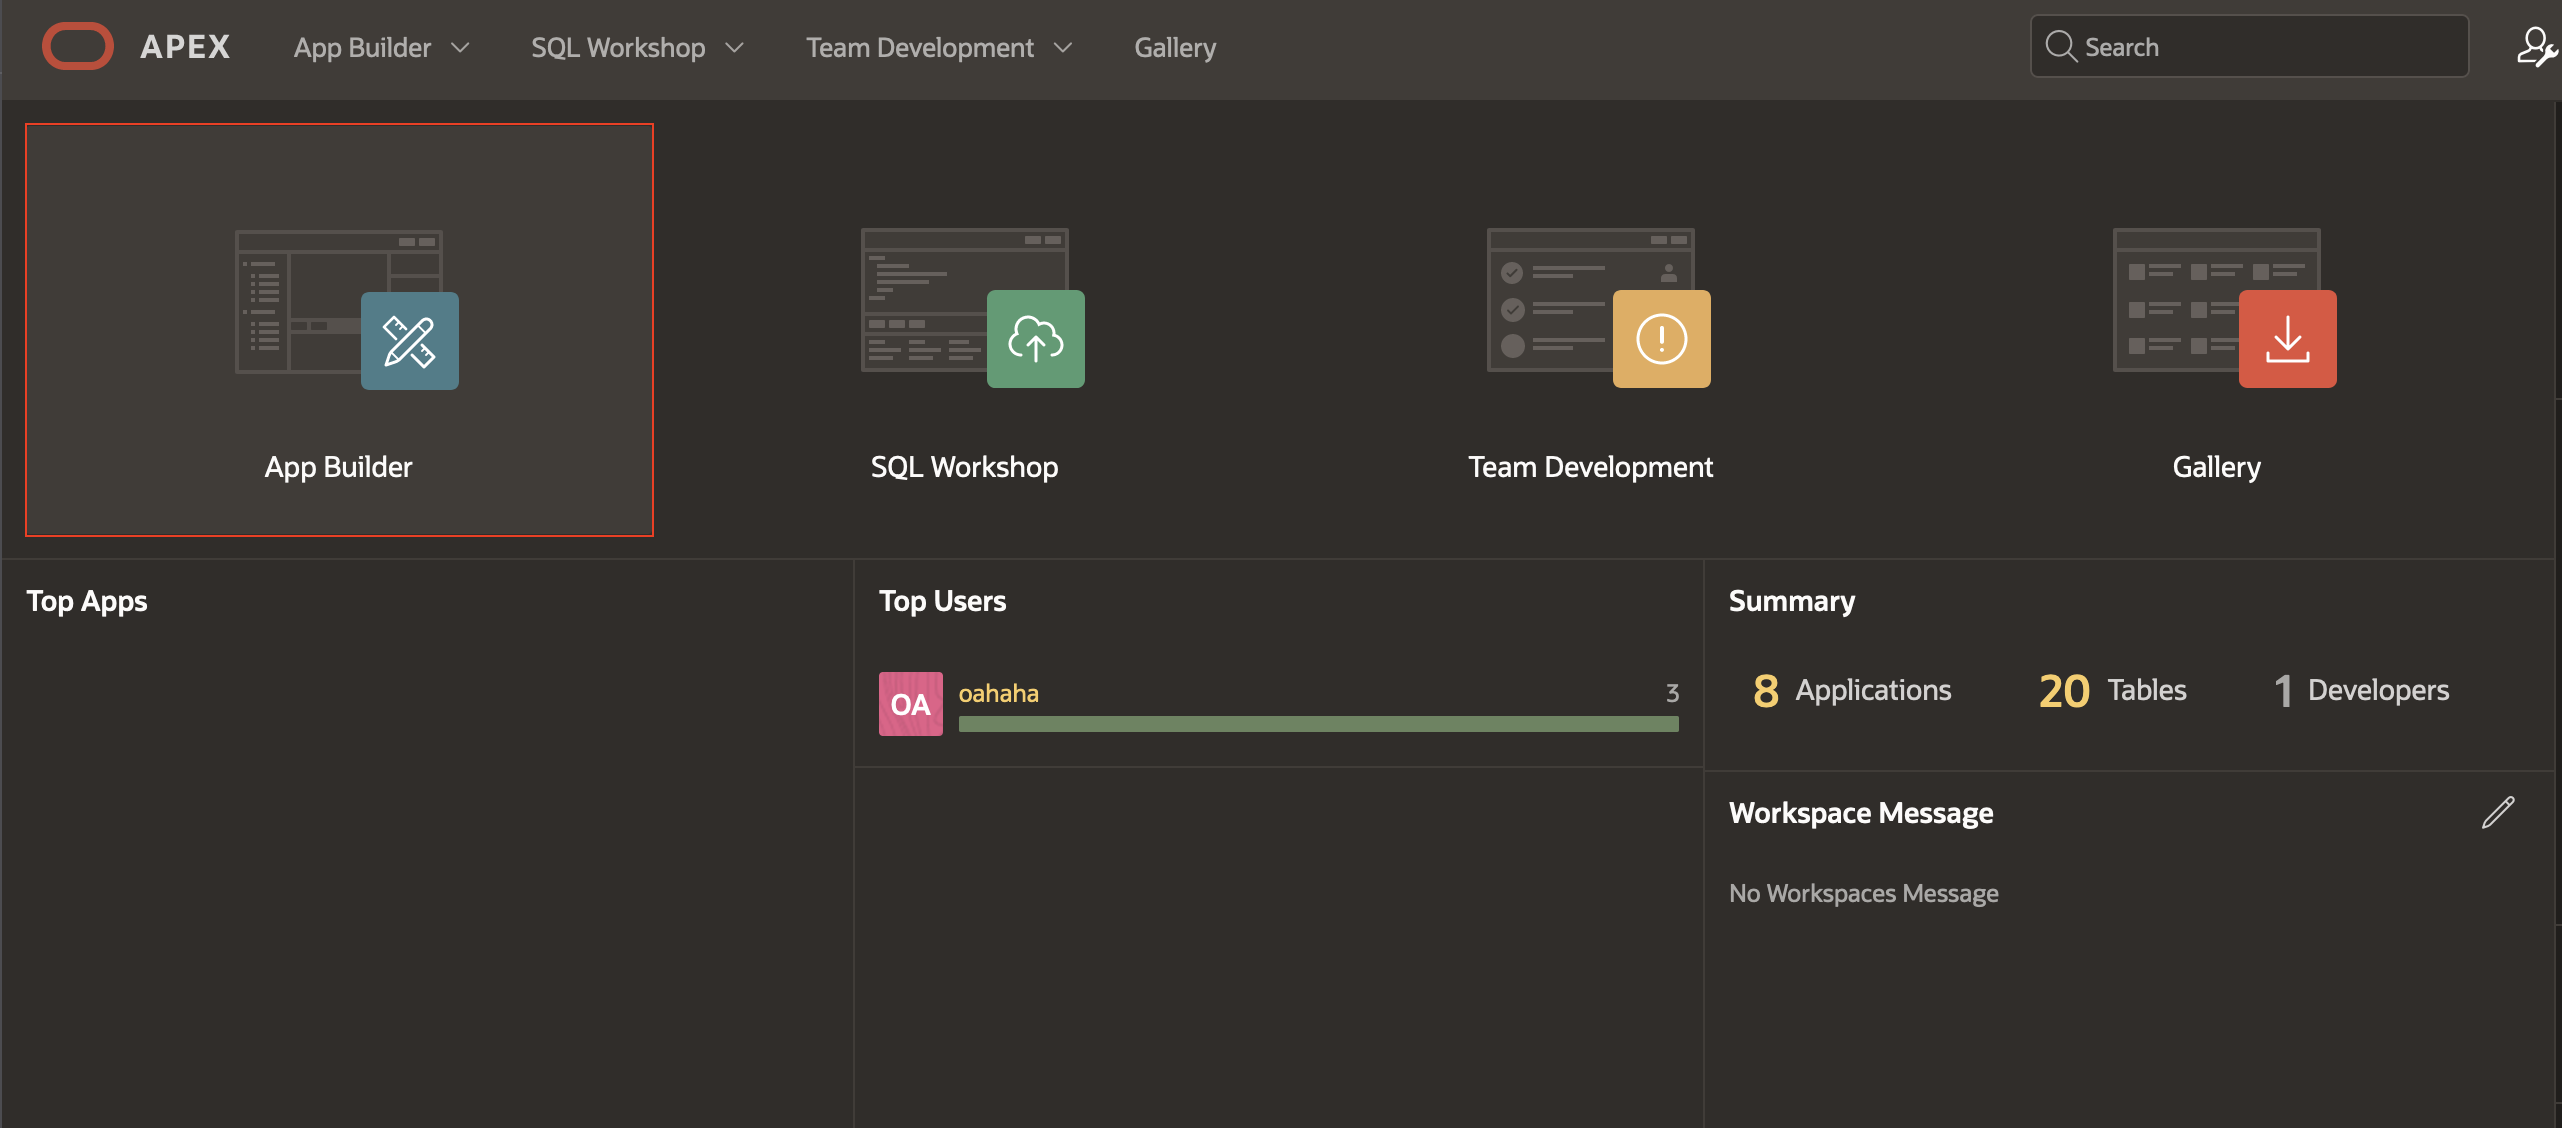 APEX App Builder SQL Workshop Team Development Gallery Search
App Builder SQL Workshop Team Development Gallery
Top Apps
Top Users
OA oahaha 3
Summary
8 Applications 20 Tables 1 Developers
Workspace Message
No Workspaces Message